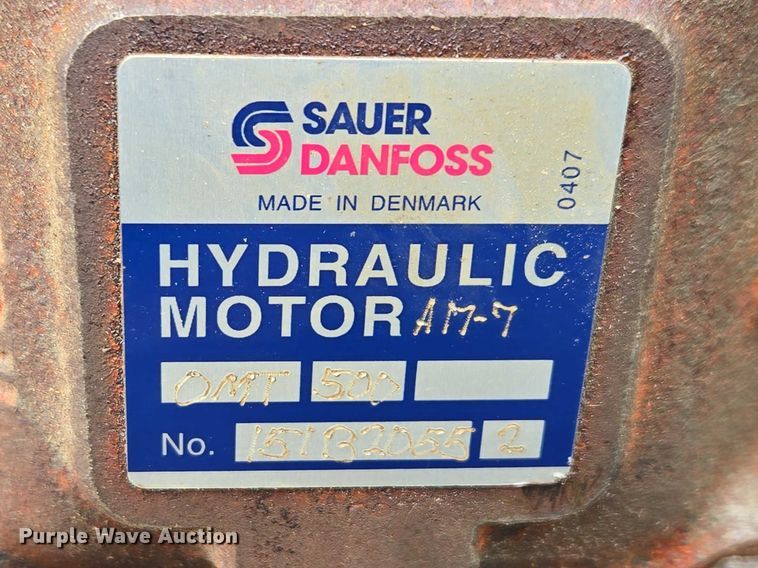 SAUER
DANFOSS
MADE IN DENMARK
0407
HYDRAULIC
MOTOR AM-7
OMT 500
No. 151B2055 2
Purple Wave Auction